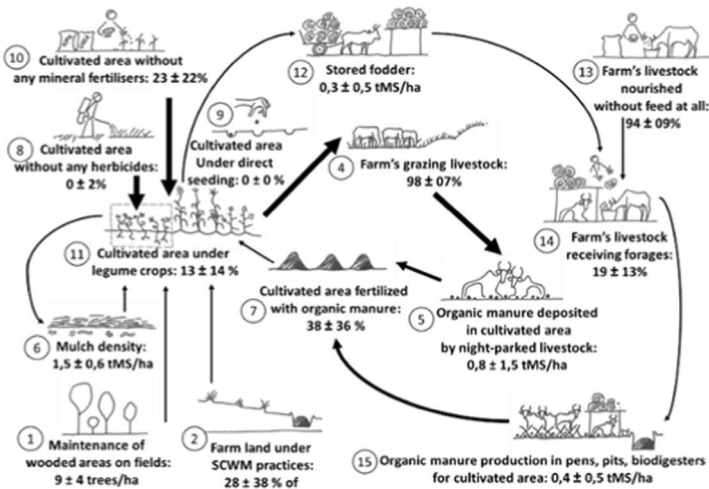 10
Cultivated area without
any mineral fertilisers: 23 ± 22%
12
Stored fodder:
0,3 ± 0,5 tMS/ha
13
Farm's livestock
nourished
without feed at all:
94 ± 09%
8
Cultivated area
without any herbicides:
0 ± 2%
9
Cultivated area
Under direct
seeding: 0 ± 0 %
4
Farm's grazing livestock:
98 ± 07%
11
Cultivated area under
legume crops: 13 ± 14 %
14
Farm's livestock
receiving forages:
19 ± 13%
7
Cultivated area fertilized
with organic manure:
38 ± 36 %
5
Organic manure deposited
in cultivated area
by night-parked livestock:
0,8 ± 1,5 tMS/ha
6
Mulch density:
1,5 ± 0,6 tMS/ha
1
Maintenance of
wooded areas on fields:
9 ± 4 trees/ha
2
Farm land under
SCWM practices:
28 ± 38 % of
15
Organic manure production in pens, pits, biodigesters
for cultivated area: 0,4 ± 0,5 tMS/ha